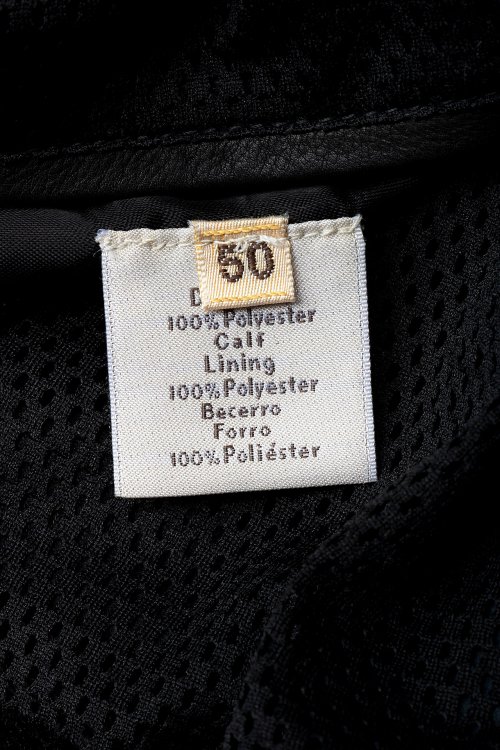 50
D
100% Polyester
Calf
Lining
100% Polyester
Becerro
Forro
100% Poliéster